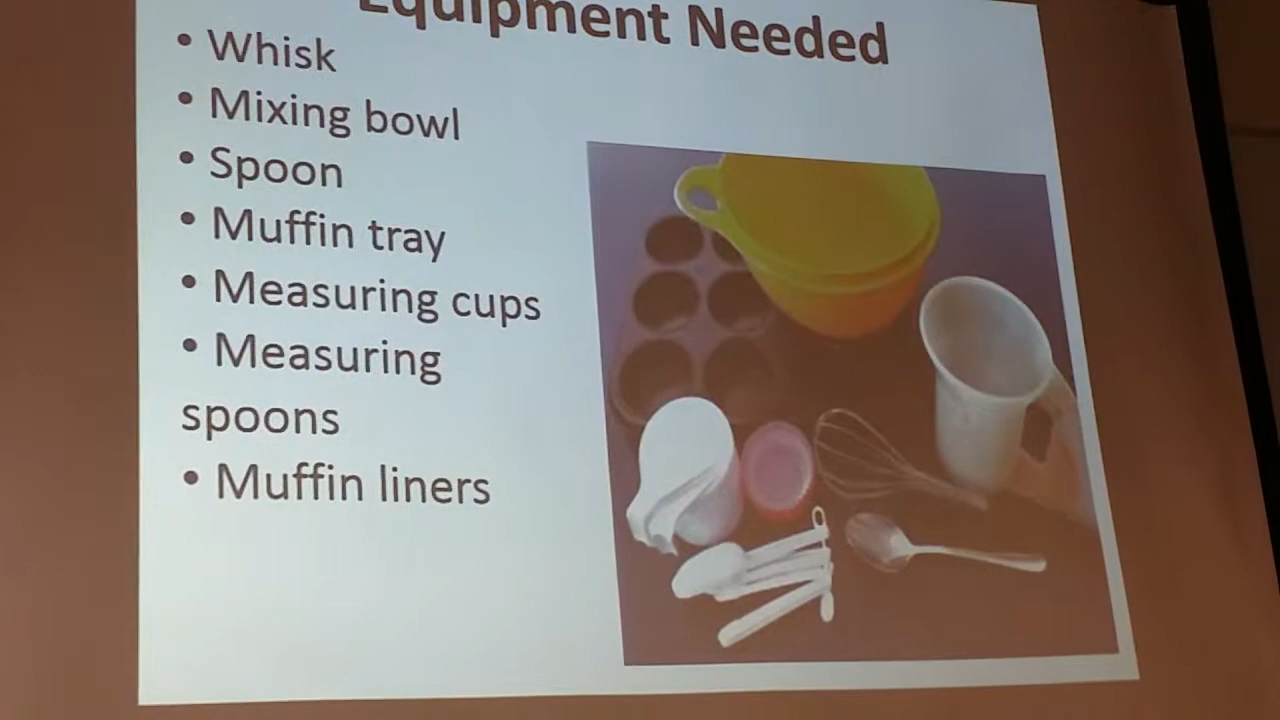 Equipment Needed
• Whisk
• Mixing bowl
• Spoon
• Muffin tray
• Measuring cups
• Measuring
spoons
• Muffin liners